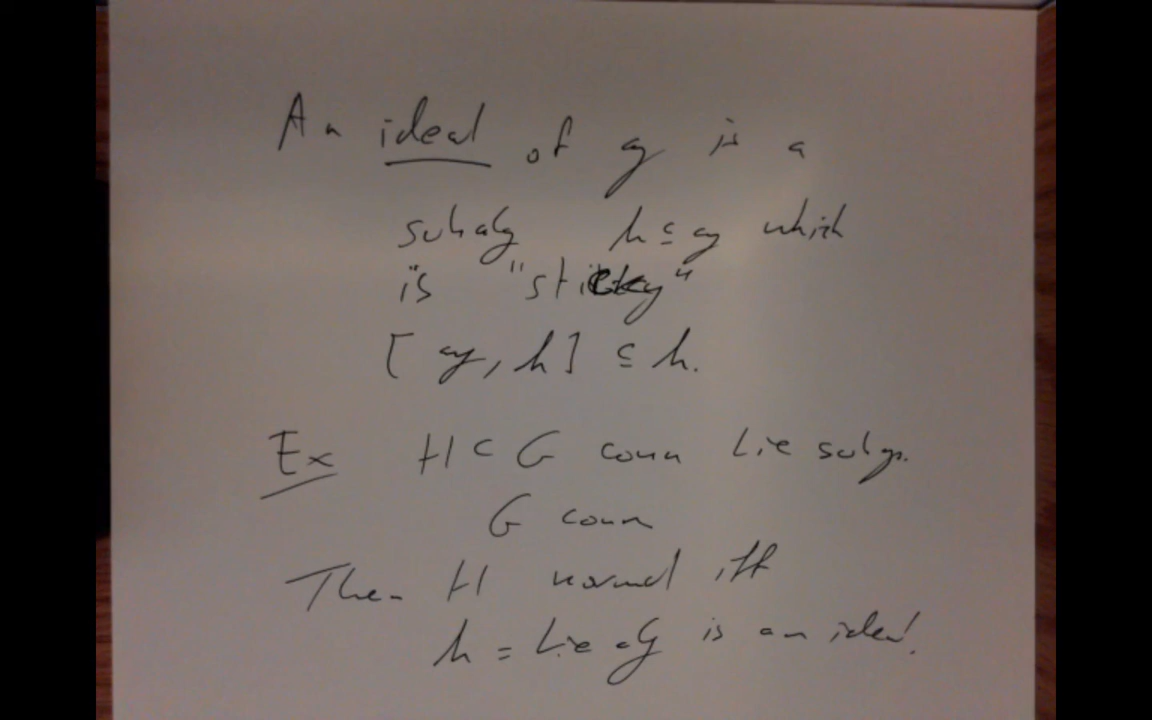 An ideal of 𝔤 is a
subalg 𝔥 ⊆ 𝔤 which
is "sticky"
[𝔤, 𝔥] ⊆ 𝔥.
Ex H ⊂ G conn Lie subgp.
G conn
Then H normal iff
𝔥 = Lie alg is an ideal.